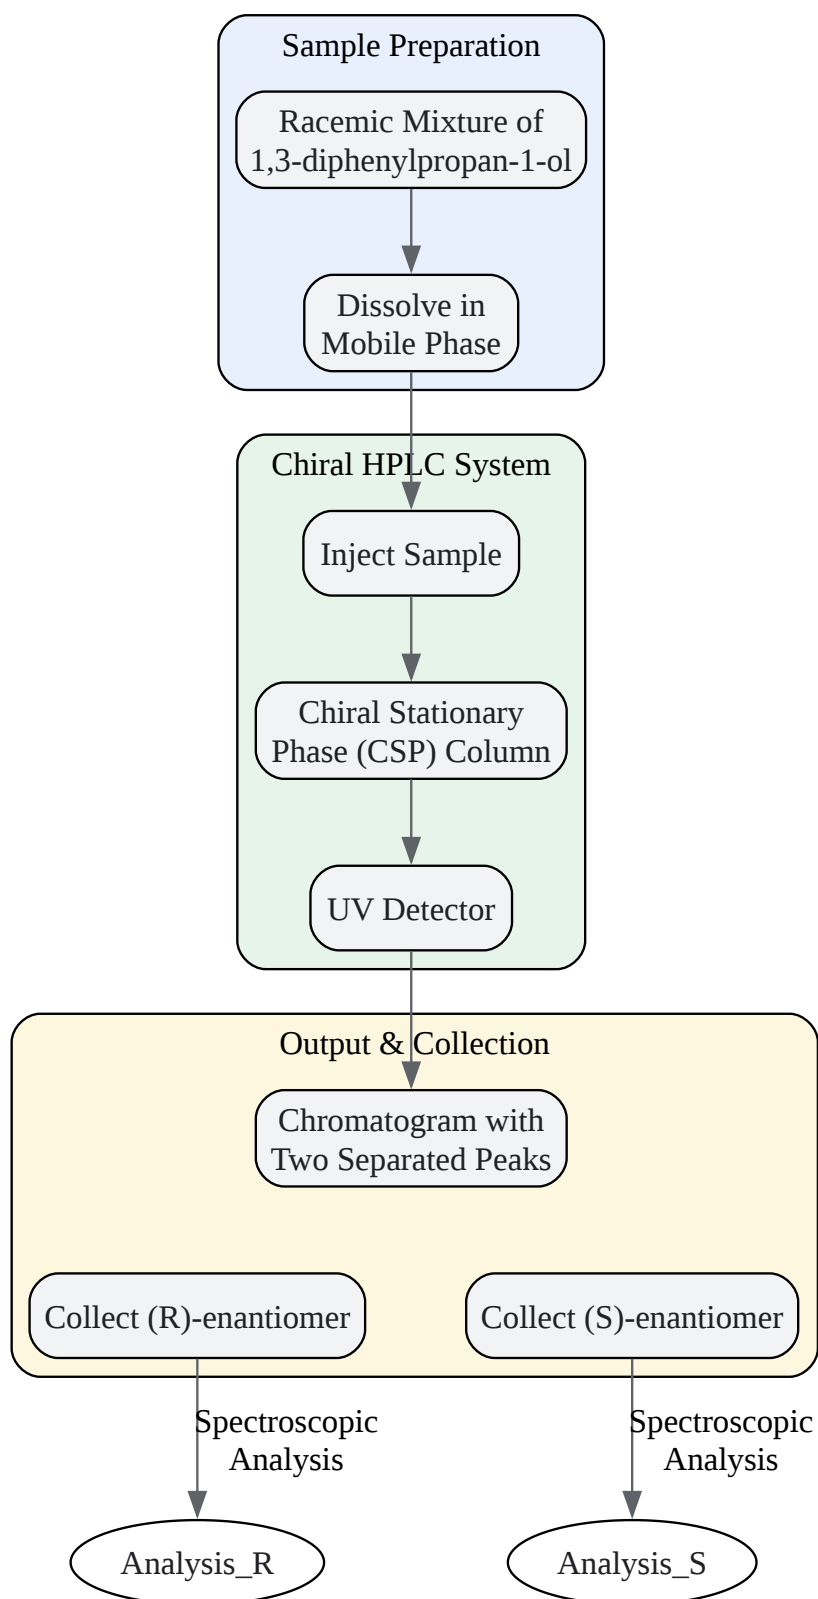 Sample Preparation
Racemic Mixture of
1,3-diphenylpropan-1-ol
Dissolve in
Mobile Phase
Chiral HPLC System
Inject Sample
Chiral Stationary
Phase (CSP) Column
UV Detector
Output & Collection
Chromatogram with
Two Separated Peaks
Collect (R)-enantiomer
Collect (S)-enantiomer
Spectroscopic
Analysis
Spectroscopic
Analysis
Analysis_R
Analysis_S